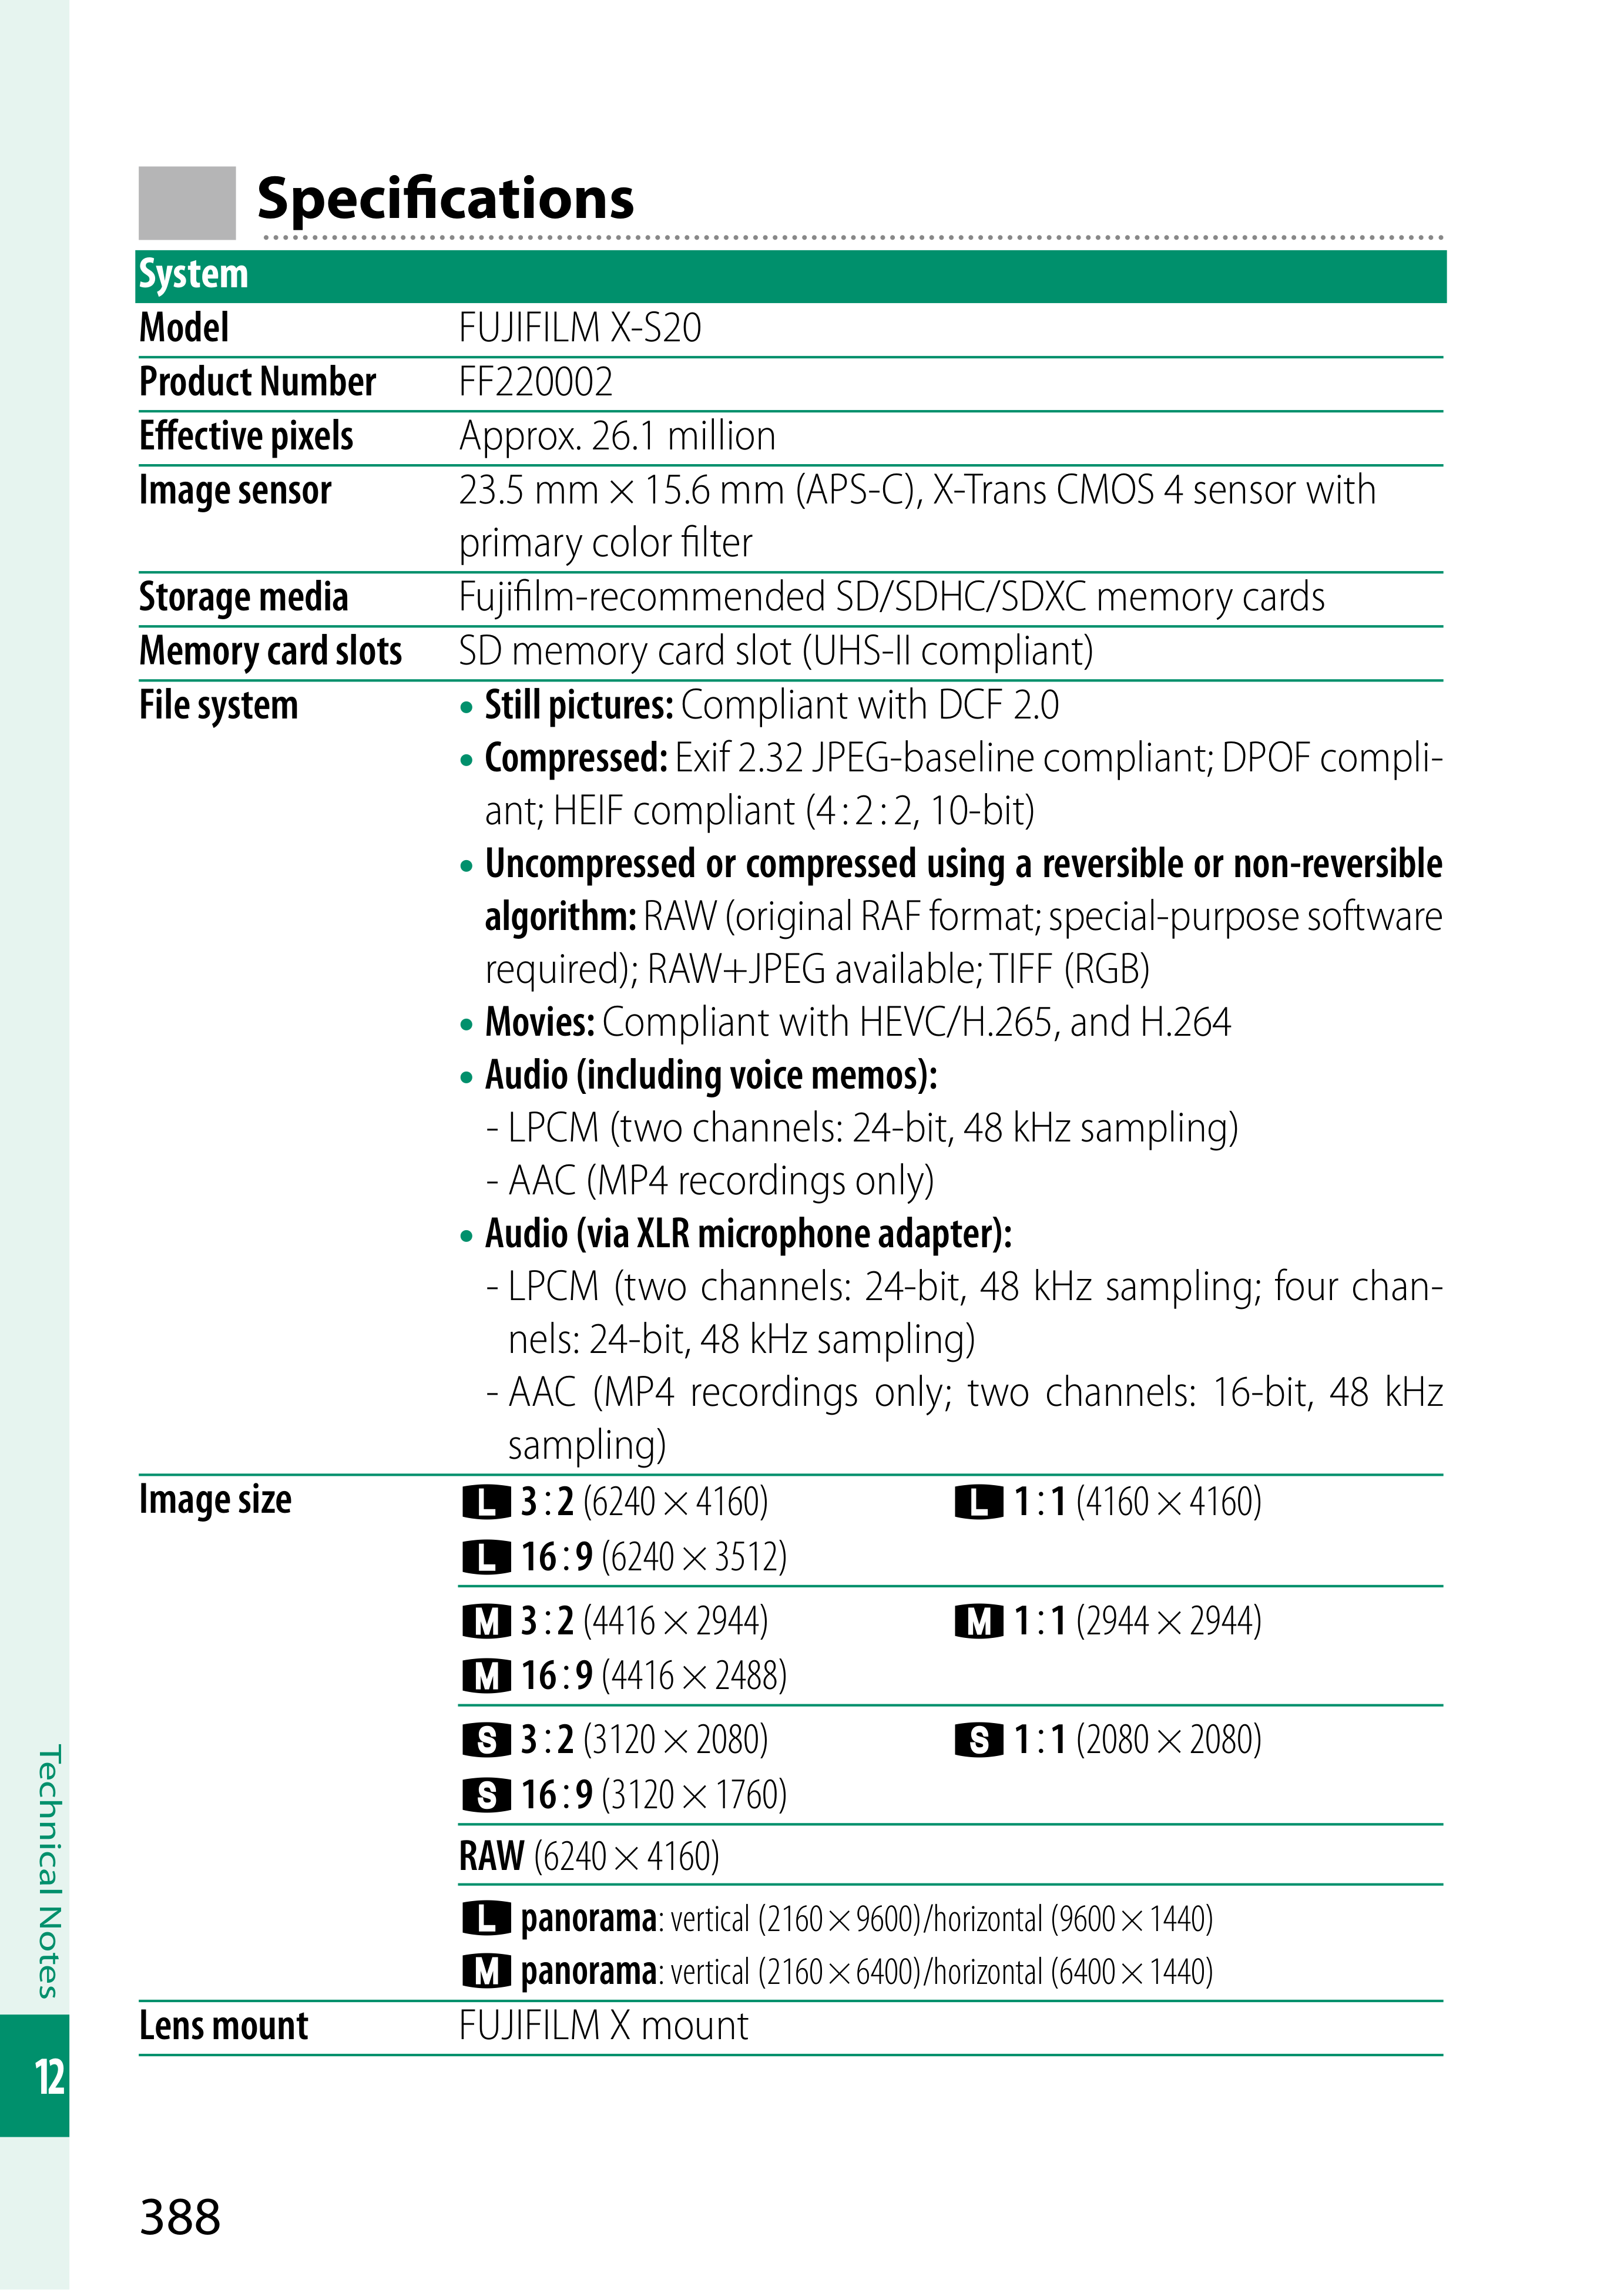 Specifications
System
Model FUJIFILM X-S20
Product Number FF220002
Effective pixels Approx. 26.1 million
Image sensor 23.5 mm × 15.6 mm (APS-C), X-Trans CMOS 4 sensor with
primary color filter
Storage media Fujifilm-recommended SD/SDHC/SDXC memory cards
Memory card slots SD memory card slot (UHS-II compliant)
File system • Still pictures: Compliant with DCF 2.0
• Compressed: Exif 2.32 JPEG-baseline compliant; DPOF compli-
ant; HEIF compliant (4 : 2 : 2, 10-bit)
• Uncompressed or compressed using a reversible or non-reversible
algorithm: RAW (original RAF format; special-purpose software
required); RAW+JPEG available; TIFF (RGB)
• Movies: Compliant with HEVC/H.265, and H.264
• Audio (including voice memos):
- LPCM (two channels: 24-bit, 48 kHz sampling)
- AAC (MP4 recordings only)
• Audio (via XLR microphone adapter):
- LPCM (two channels: 24-bit, 48 kHz sampling; four chan-
nels: 24-bit, 48 kHz sampling)
- AAC (MP4 recordings only; two channels: 16-bit, 48 kHz
sampling)
Image size L 3 : 2 (6240 × 4160) L 1 : 1 (4160 × 4160)
L 16 : 9 (6240 × 3512)
M 3 : 2 (4416 × 2944) M 1 : 1 (2944 × 2944)
M 16 : 9 (4416 × 2488)
S 3 : 2 (3120 × 2080) S 1 : 1 (2080 × 2080)
S 16 : 9 (3120 × 1760)
RAW (6240 × 4160)
L panorama: vertical (2160 × 9600)/horizontal (9600 × 1440)
M panorama: vertical (2160 × 6400)/horizontal (6400 × 1440)
Lens mount FUJIFILM X mount
Technical Notes
12
388